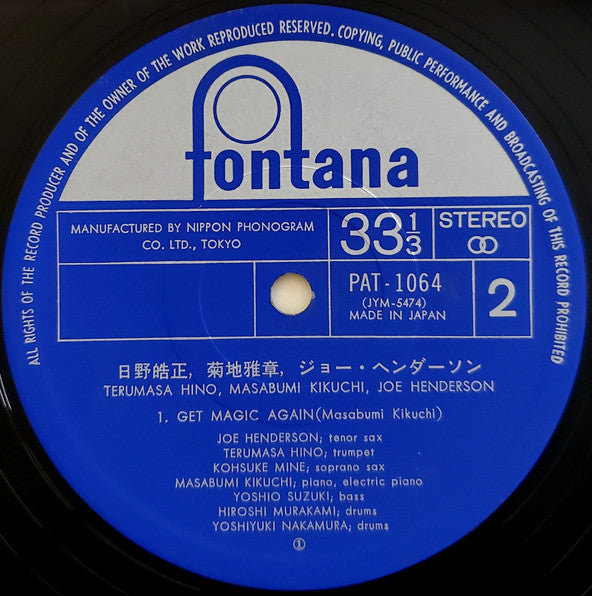 ALL RIGHTS OF THE RECORD PRODUCER AND OF THE OWNER OF THE WORK REPRODUCED RESERVED. COPYING, PUBLIC PERFORMANCE AND BROADCASTING OF THIS RECORD PROHIBITED
fontana
MANUFACTURED BY NIPPON PHONOGRAM
CO. LTD., TOKYO
33 1/3
STEREO
PAT-1064
(JYM-5474)
MADE IN JAPAN
2
日野皓正, 菊地雅章, ジョー・ヘンダーソン
TERUMASA HINO, MASABUMI KIKUCHI, JOE HENDERSON
1. GET MAGIC AGAIN(Masabumi Kikuchi)
JOE HENDERSON; tenor sax
TERUMASA HINO; trumpet
KOHSUKE MINE; soprano sax
MASABUMI KIKUCHI; piano, electric piano
YOSHIO SUZUKI; bass
HIROSHI MURAKAMI; drums
YOSHIYUKI NAKAMURA; drums
①